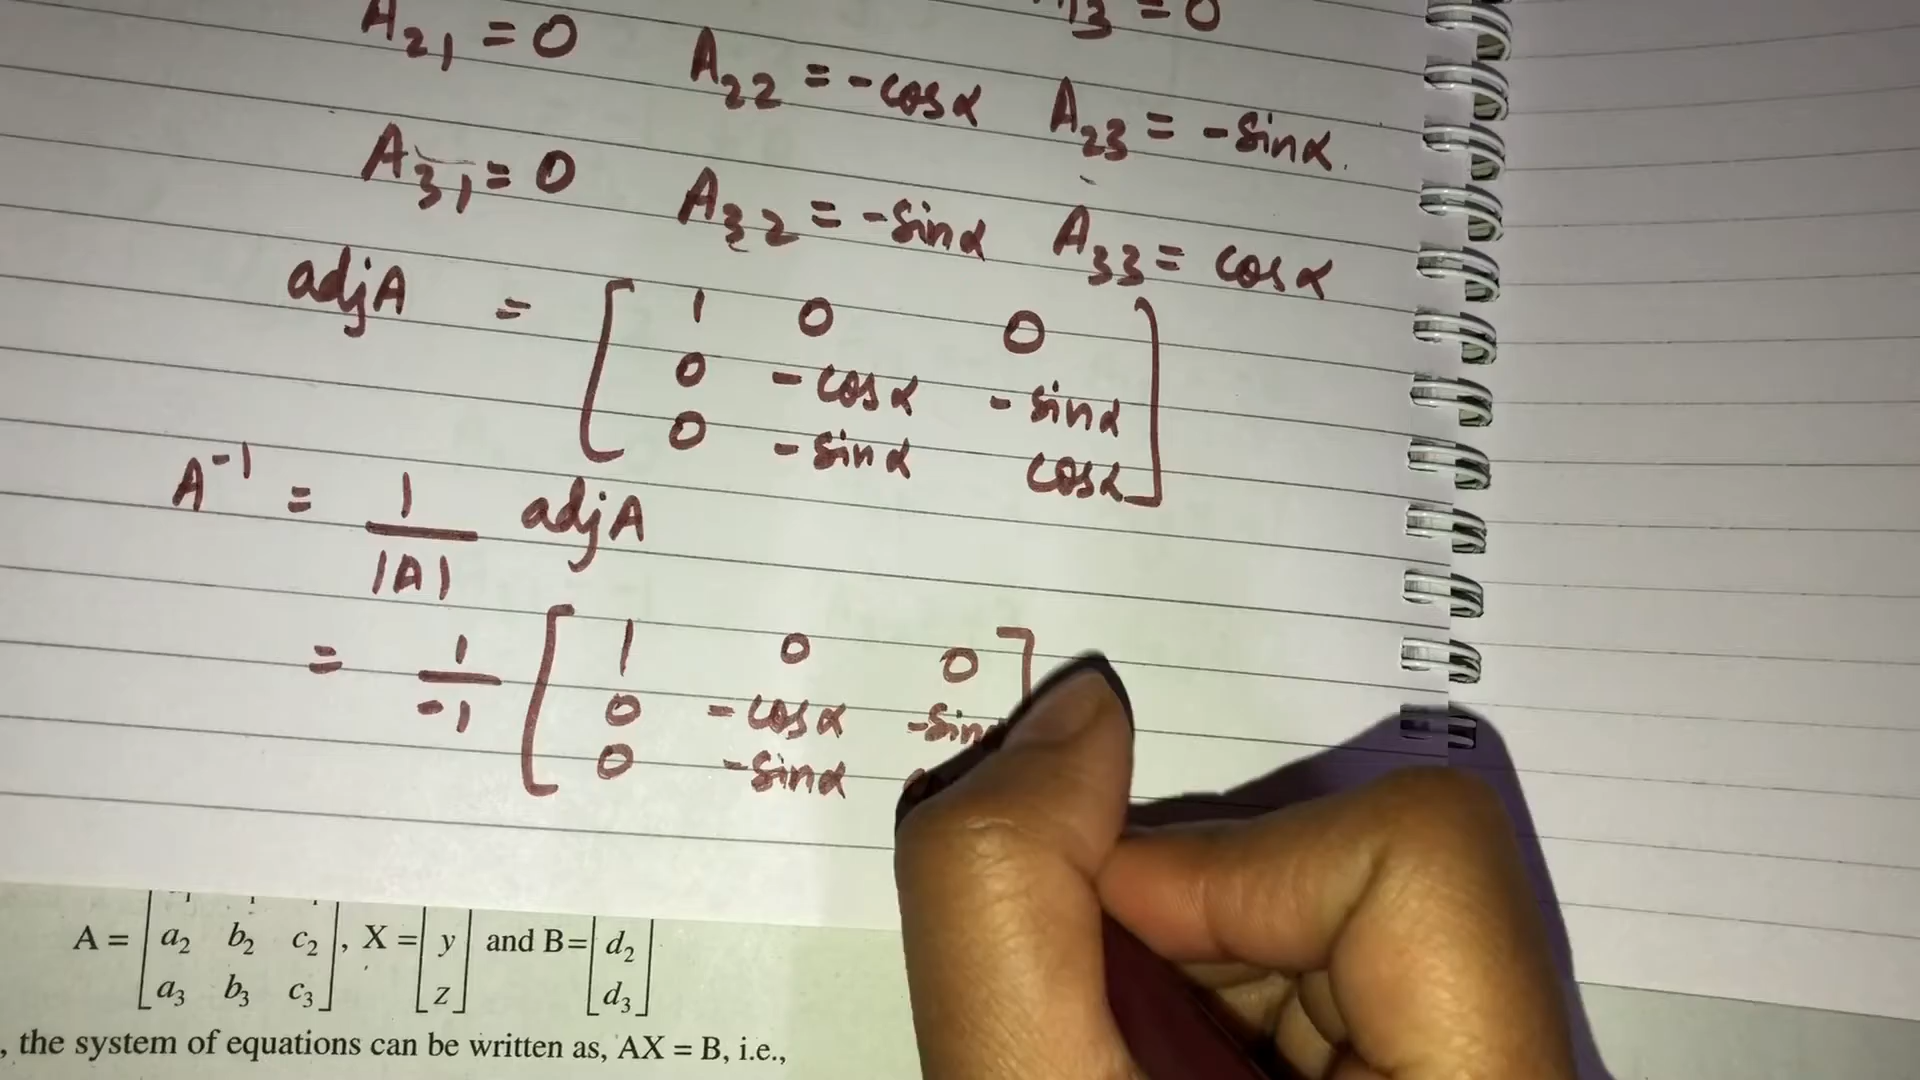 A₂₁ = 0 A₂₂ = -cosα A₂₃ = -sinα.
A₃₁ = 0 A₃₂ = -sinα A₃₃ = cosα
adjA = [ 1 0 0
0 -cosα -sinα
0 -sinα cosα ]
A⁻¹ = 1/|A| adjA
= 1/-1 [ 1 0 0 ]
0 -cosα
0 -sinα
A = [ a₂ b₂ c₂ ], X = [ y ] and B = [ d₂ ]
a₃ b₃ c₃ z d₃
, the system of equations can be written as, AX = B, i.e.,